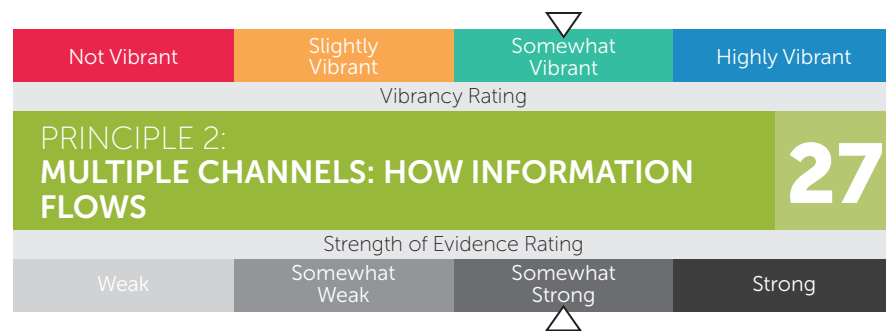 Not Vibrant
Slightly
Vibrant
Somewhat
Vibrant
Highly Vibrant
Vibrancy Rating
PRINCIPLE 2:
MULTIPLE CHANNELS: HOW INFORMATION
FLOWS
27
Strength of Evidence Rating
Weak
Somewhat
Weak
Somewhat
Strong
Strong